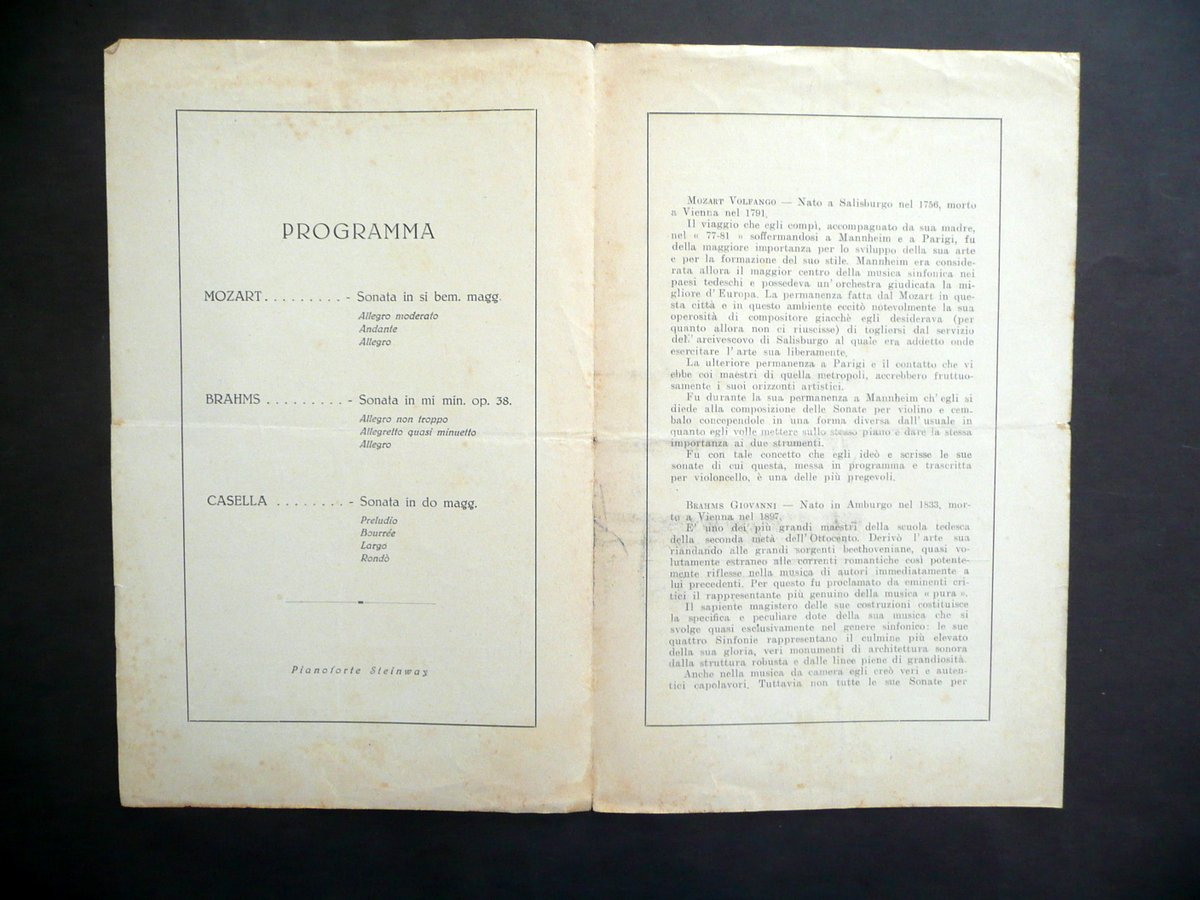 PROGRAMMA
MOZART . . . . . . . . . - Sonata in si bem. magg.
Allegro moderato
Andante
Allegro
BRAHMS . . . . . . . . . - Sonata in mi min. op. 38.
Allegro non troppo
Allegretto quasi minuetto
Allegro
CASELLA . . . . . . . . - Sonata in do magg.
Preludio
Bourrée
Largo
Rondò
Pianoforte Steinway
MOZART VOLFANGO — Nato a Salisburgo nel 1756, morto
a Vienna nel 1791.
Il viaggio che egli compì, accompagnato da sua madre,
nel « 77-81 » soffermandosi a Mannheim e a Parigi, fu
della maggiore importanza per lo sviluppo della sua arte
e per la formazione del suo stile. Mannheim era conside-
rata allora il maggior centro della musica sinfonica nei
paesi tedeschi e possedeva un' orchestra giudicata la mi-
gliore d' Europa. La permanenza fatta dal Mozart in que-
sta città e in questo ambiente eccitò notevolmente la sua
operosità di compositore giacchè egli desiderava (per
quanto allora non ci riuscisse) di togliersi dal servizio
dell' arcivescovo di Salisburgo al quale era addetto onde
esercitare l' arte sua liberamente.
La ulteriore permanenza a Parigi e il contatto che vi
ebbe coi maestri di quella metropoli, accrebbero fruttuo-
samente i suoi orizzonti artistici.
Fu durante la sua permanenza a Mannheim ch' egli si
diede alla composizione delle Sonate per violino e cem-
balo concependole in una forma diversa dall' usuale in
quanto egli volle mettere sullo stesso piano e dare la stessa
importanza ai due strumenti.
Fu con tale concetto che egli ideò e scrisse le sue
sonate di cui questa, messa in programma e trascritta
per violoncello, è una delle più pregevoli.
BRAHMS GIOVANNI — Nato in Amburgo nel 1833, mor-
to a Vienna nel 1897.
E' uno dei più grandi maestri della scuola tedesca
della seconda metà dell' Ottocento. Derivò l' arte sua
riandando alle grandi sorgenti beethoveniane, quasi vo-
lutamente estraneo alle correnti romantiche così potente-
mente riflesse nella musica di autori immediatamente a
lui precedenti. Per questo fu proclamato da eminenti cri-
tici il rappresentante più genuino della musica « pura ».
Il sapiente magistero delle sue costruzioni costituisce
la specifica e peculiare dote della sua musica che si
svolge quasi esclusivamente nel genere sinfonico: le sue
quattro Sinfonie rappresentano il culmine più elevato
della sua gloria, veri monumenti di architettura sonora
dalla struttura robusta e dalle linee piene di grandiosità.
Anche nella musica da camera egli creò veri e auten-
tici capolavori. Tuttavia non tutte le sue Sonate per